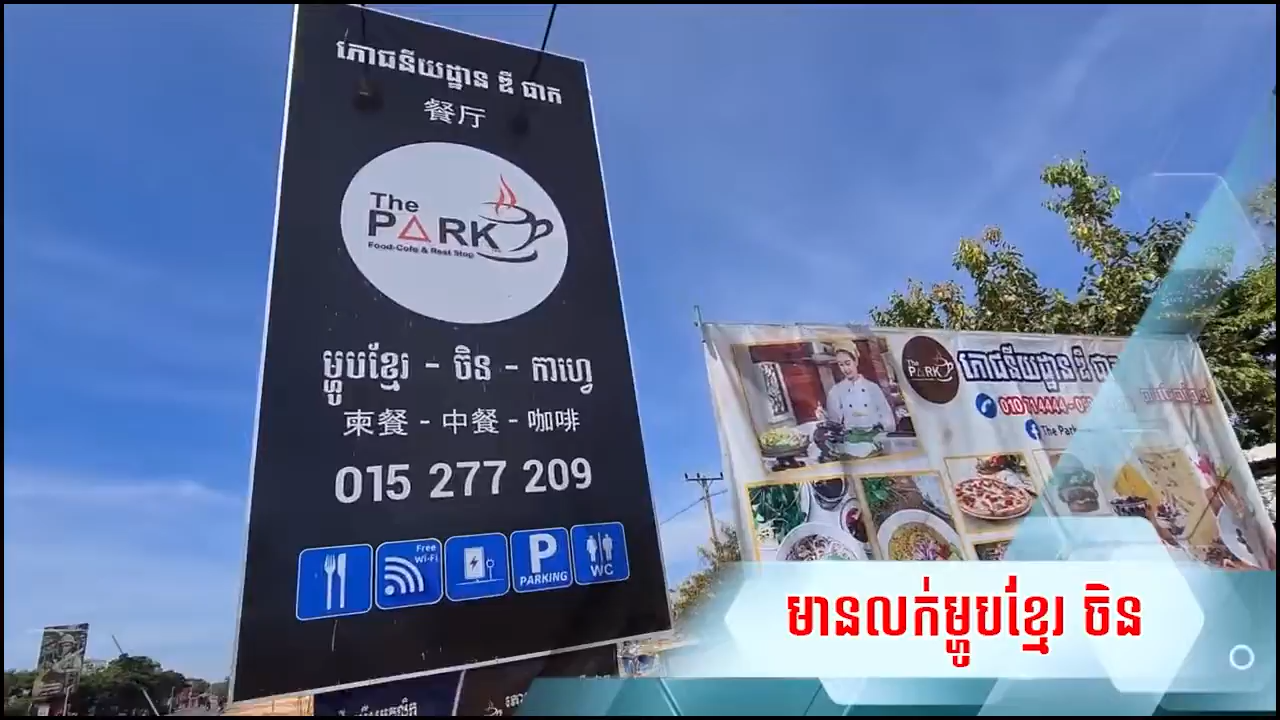 ភោជនីយដ្ឋាន ឌី ផាក
餐厅
The
PARK
Food-Cafe & Rest Stop
ម្ហូបខ្មែរ - ចិន - កាហ្វេ
柬餐 - 中餐 - 咖啡
015 277 209
Free
Wi-Fi
P
PARKING
WC
The
PARK
ភោជនីយដ្ឋាន ឌី
010 714444-0
The Park
មានលក់ម្ហូបខ្មែរ ចិន